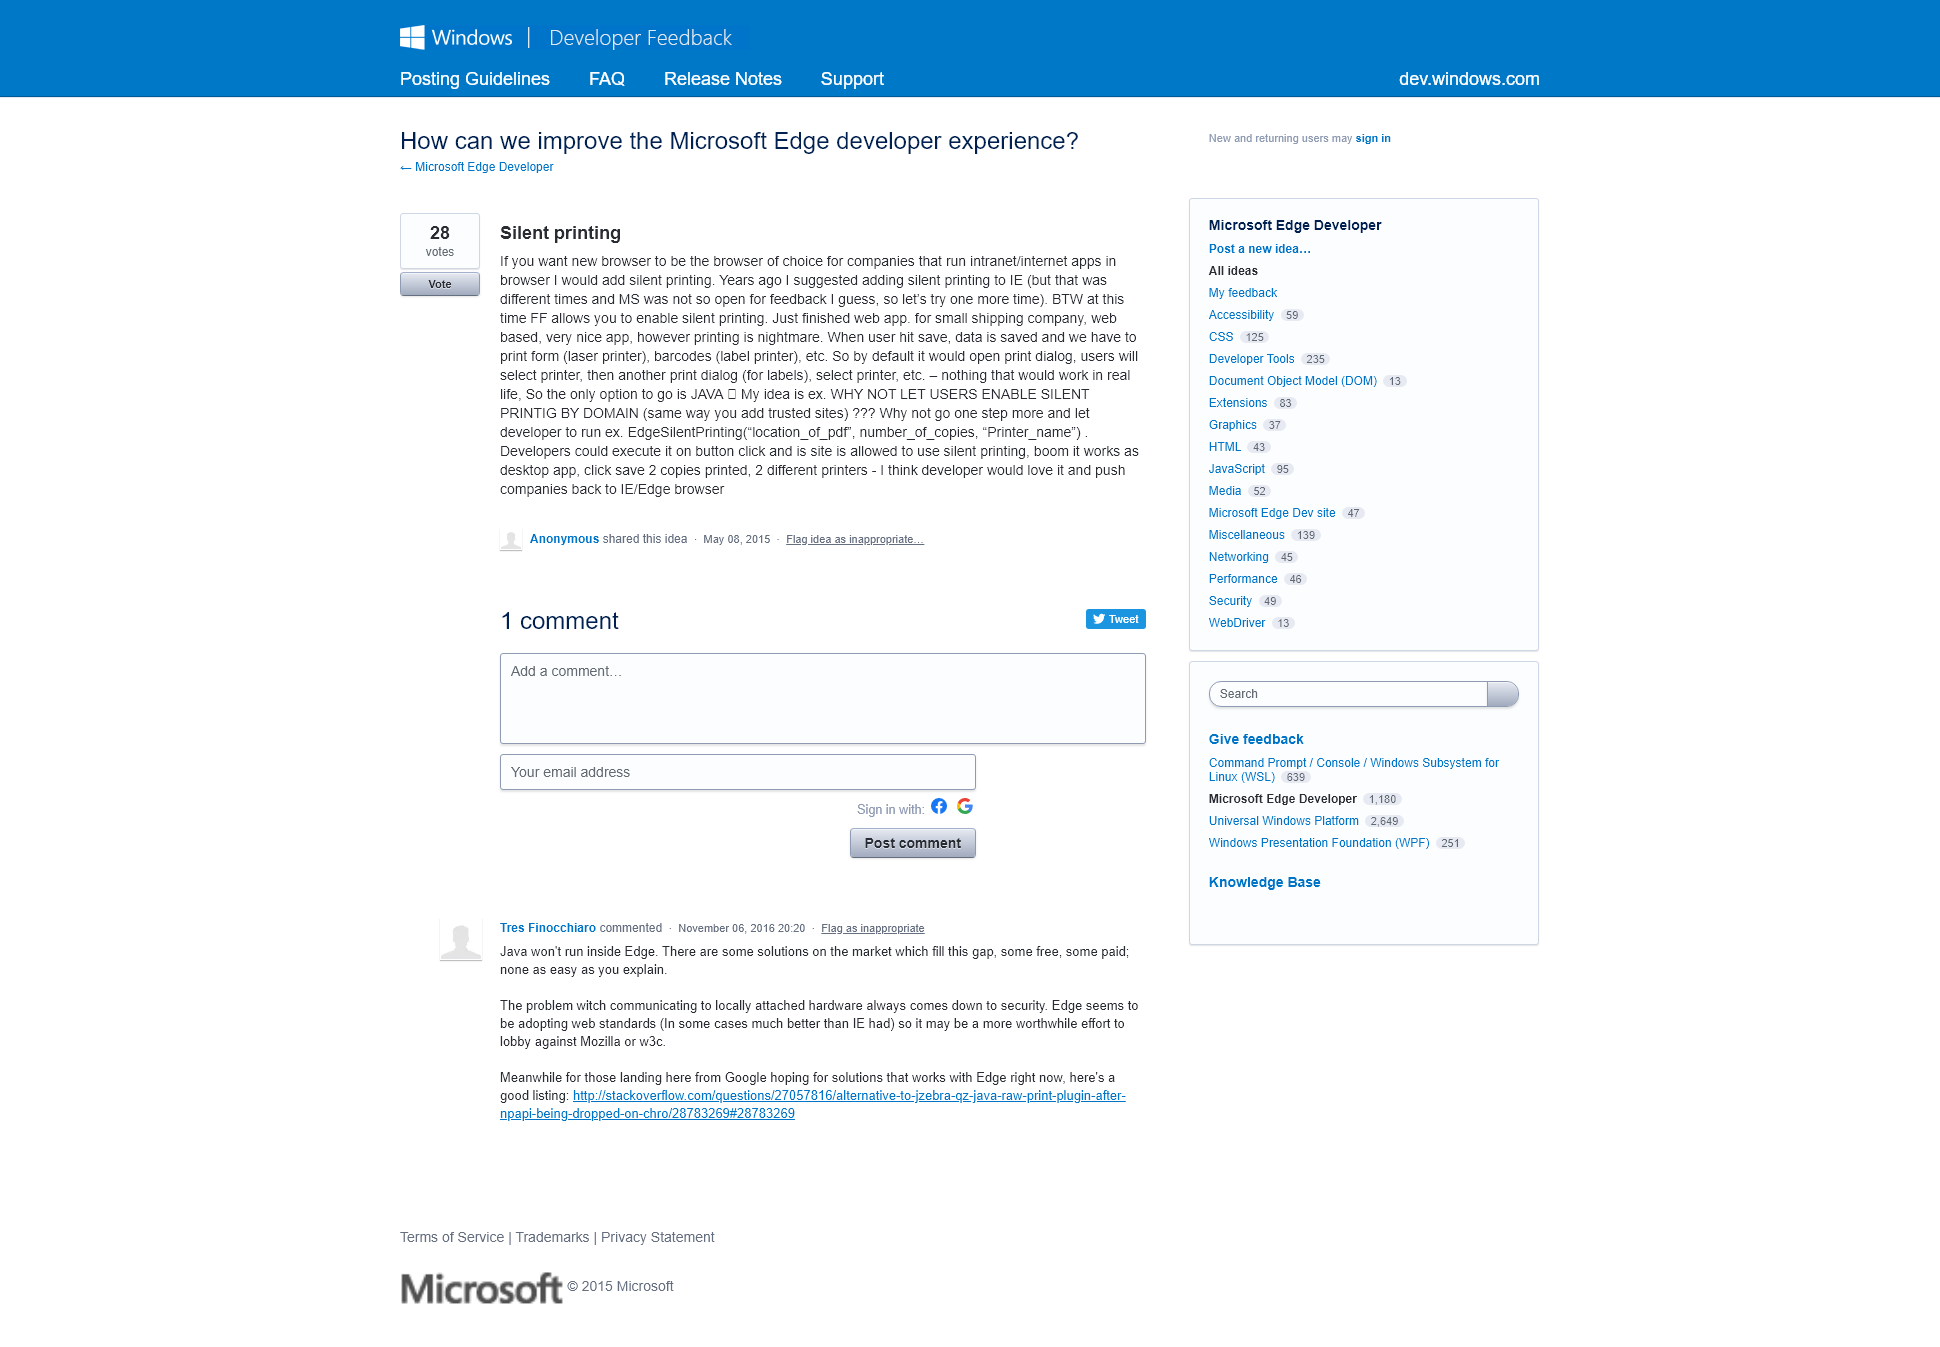 Windows | Developer Feedback
Posting Guidelines FAQ Release Notes Support dev.windows.com
How can we improve the Microsoft Edge developer experience?
← Microsoft Edge Developer
New and returning users may sign in
28
votes
Vote
Silent printing
If you want new browser to be the browser of choice for companies that run intranet/internet apps in
browser I would add silent printing. Years ago I suggested adding silent printing to IE (but that was
different times and MS was not so open for feedback I guess, so let's try one more time). BTW at this
time FF allows you to enable silent printing. Just finished web app. for small shipping company, web
based, very nice app, however printing is nightmare. When user hit save, data is saved and we have to
print form (laser printer), barcodes (label printer), etc. So by default it would open print dialog, users will
select printer, then another print dialog (for labels), select printer, etc. – nothing that would work in real
life, So the only option to go is JAVA  My idea is ex. WHY NOT LET USERS ENABLE SILENT
PRINTIG BY DOMAIN (same way you add trusted sites) ??? Why not go one step more and let
developer to run ex. EdgeSilentPrinting(“location_of_pdf”, number_of_copies, “Printer_name”) .
Developers could execute it on button click and is site is allowed to use silent printing, boom it works as
desktop app, click save 2 copies printed, 2 different printers - I think developer would love it and push
companies back to IE/Edge browser
Anonymous shared this idea · May 08, 2015 · Flag idea as inappropriate…
1 comment
Tweet
Add a comment…
Your email address
Sign in with:
Post comment
Tres Finocchiaro commented · November 06, 2016 20:20 · Flag as inappropriate
Java won't run inside Edge. There are some solutions on the market which fill this gap, some free, some paid;
none as easy as you explain.
The problem witch communicating to locally attached hardware always comes down to security. Edge seems to
be adopting web standards (In some cases much better than IE had) so it may be a more worthwhile effort to
lobby against Mozilla or w3c.
Meanwhile for those landing here from Google hoping for solutions that works with Edge right now, here's a
good listing: http://stackoverflow.com/questions/27057816/alternative-to-jzebra-qz-java-raw-print-plugin-after-
npapi-being-dropped-on-chro/28783269#28783269
Microsoft Edge Developer
Post a new idea…
All ideas
My feedback
Accessibility 59
CSS 125
Developer Tools 235
Document Object Model (DOM) 13
Extensions 83
Graphics 37
HTML 43
JavaScript 95
Media 52
Microsoft Edge Dev site 47
Miscellaneous 139
Networking 45
Performance 46
Security 49
WebDriver 13
Search
Give feedback
Command Prompt / Console / Windows Subsystem for
Linux (WSL) 639
Microsoft Edge Developer 1,180
Universal Windows Platform 2,649
Windows Presentation Foundation (WPF) 251
Knowledge Base
Terms of Service | Trademarks | Privacy Statement
Microsoft © 2015 Microsoft